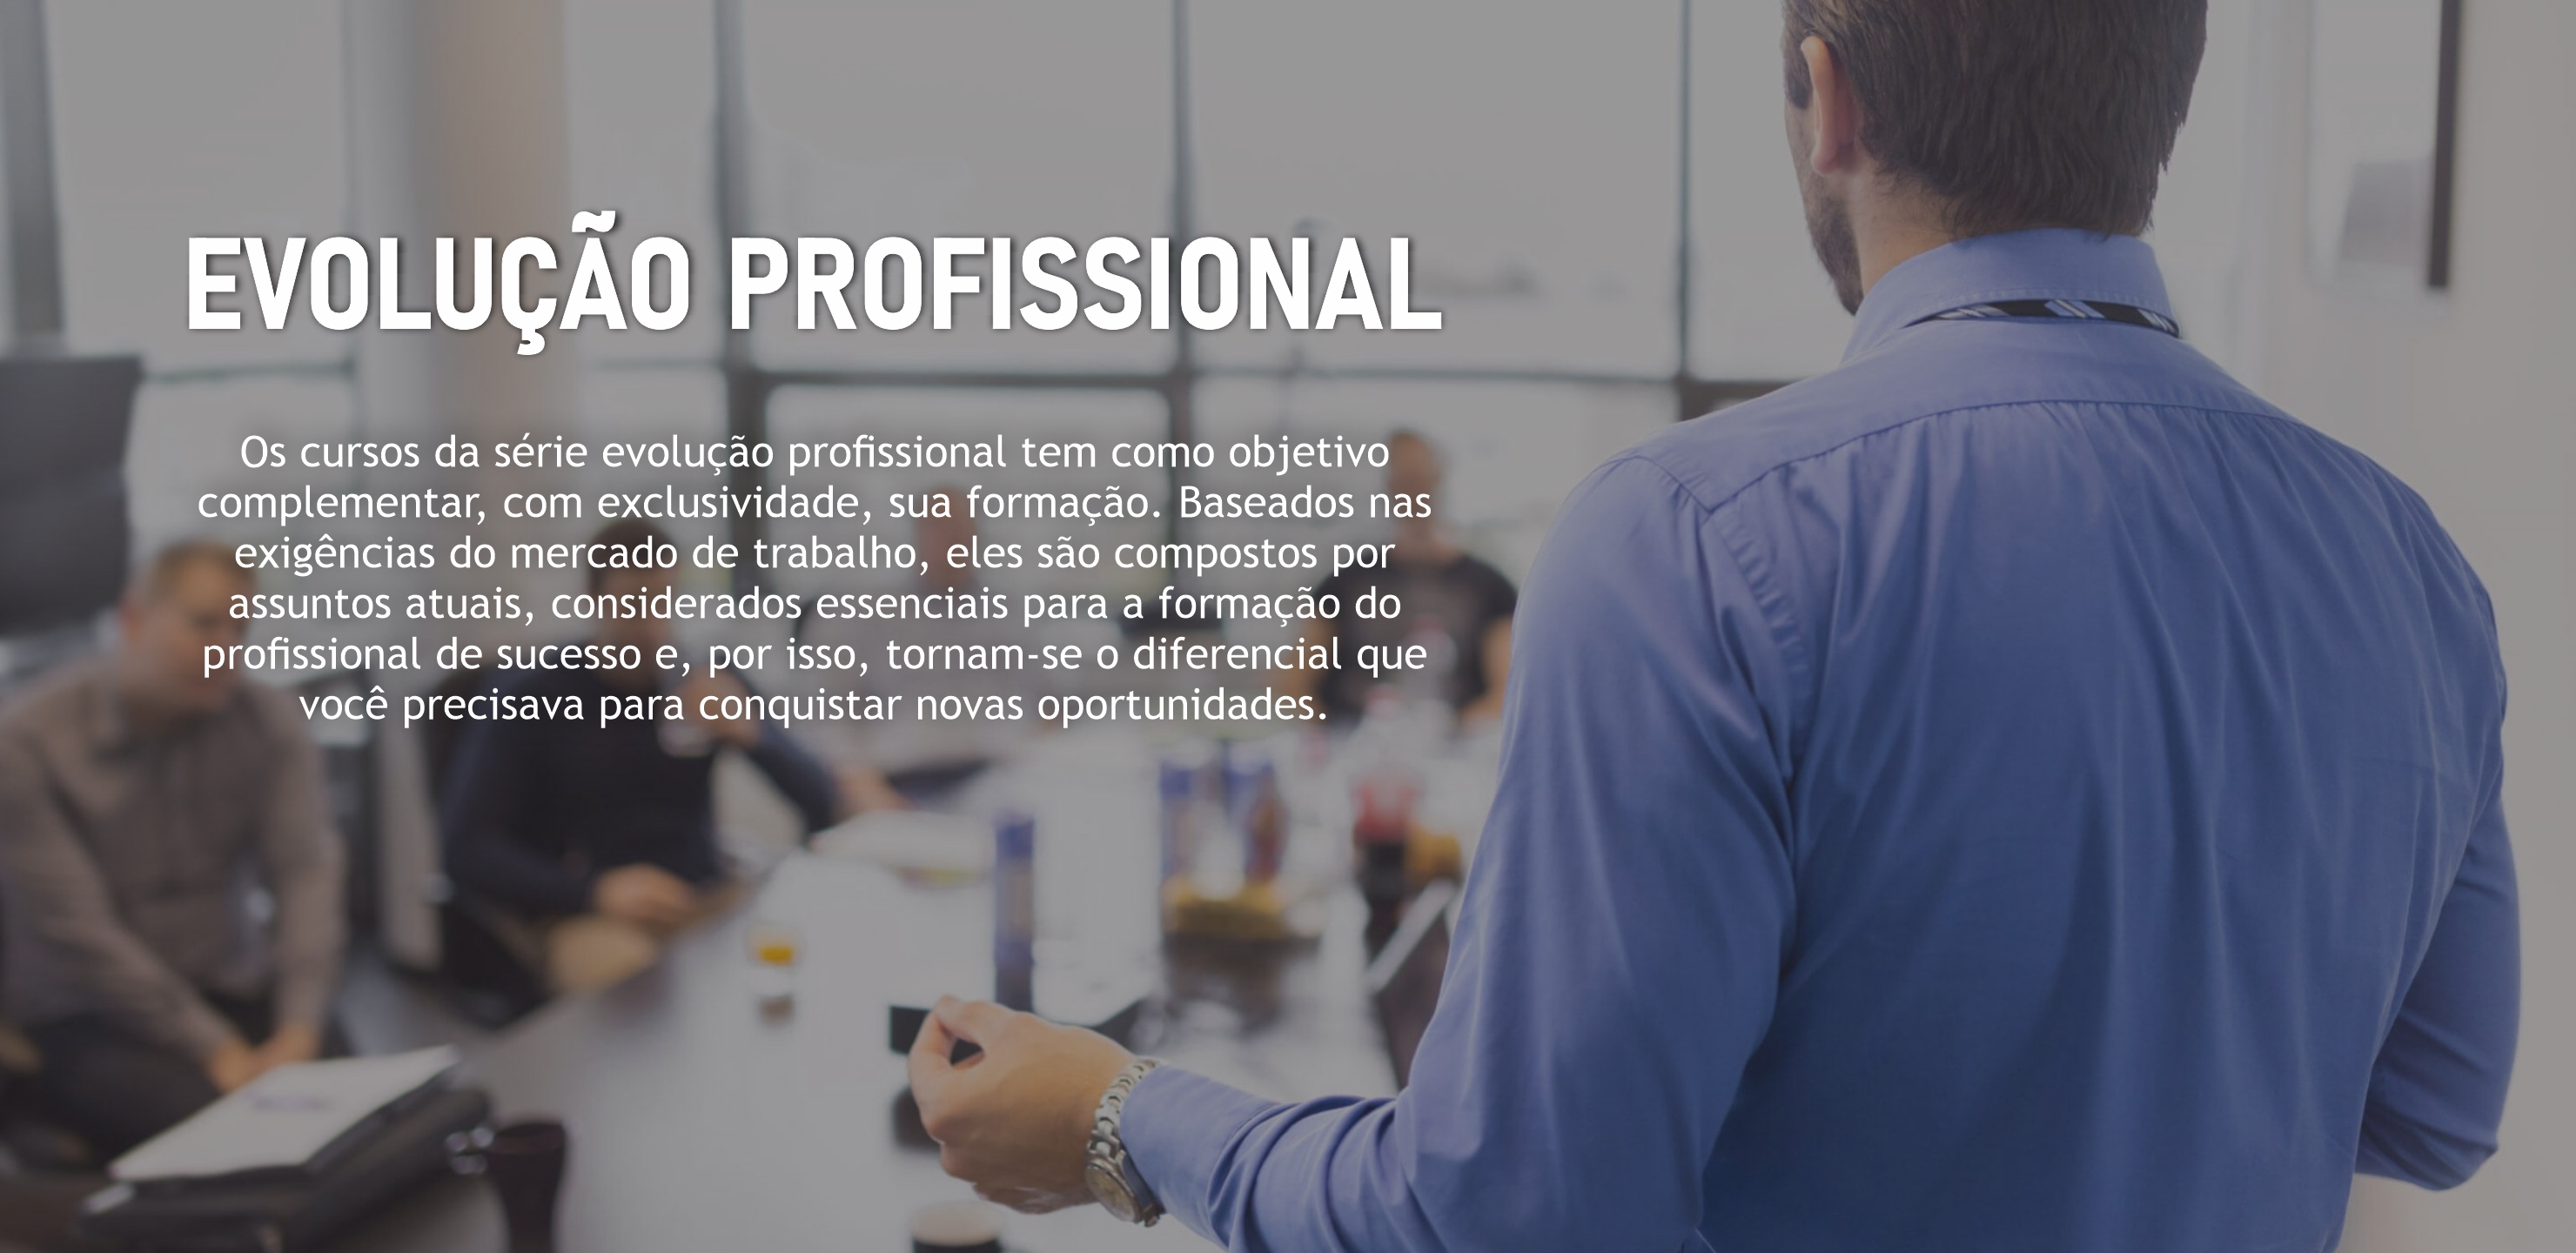 EVOLUÇÃO PROFISSIONAL
Os cursos da série evolução profissional tem como objetivo
complementar, com exclusividade, sua formação. Baseados nas
exigências do mercado de trabalho, eles são compostos por
assuntos atuais, considerados essenciais para a formação do
profissional de sucesso e, por isso, tornam-se o diferencial que
você precisava para conquistar novas oportunidades.